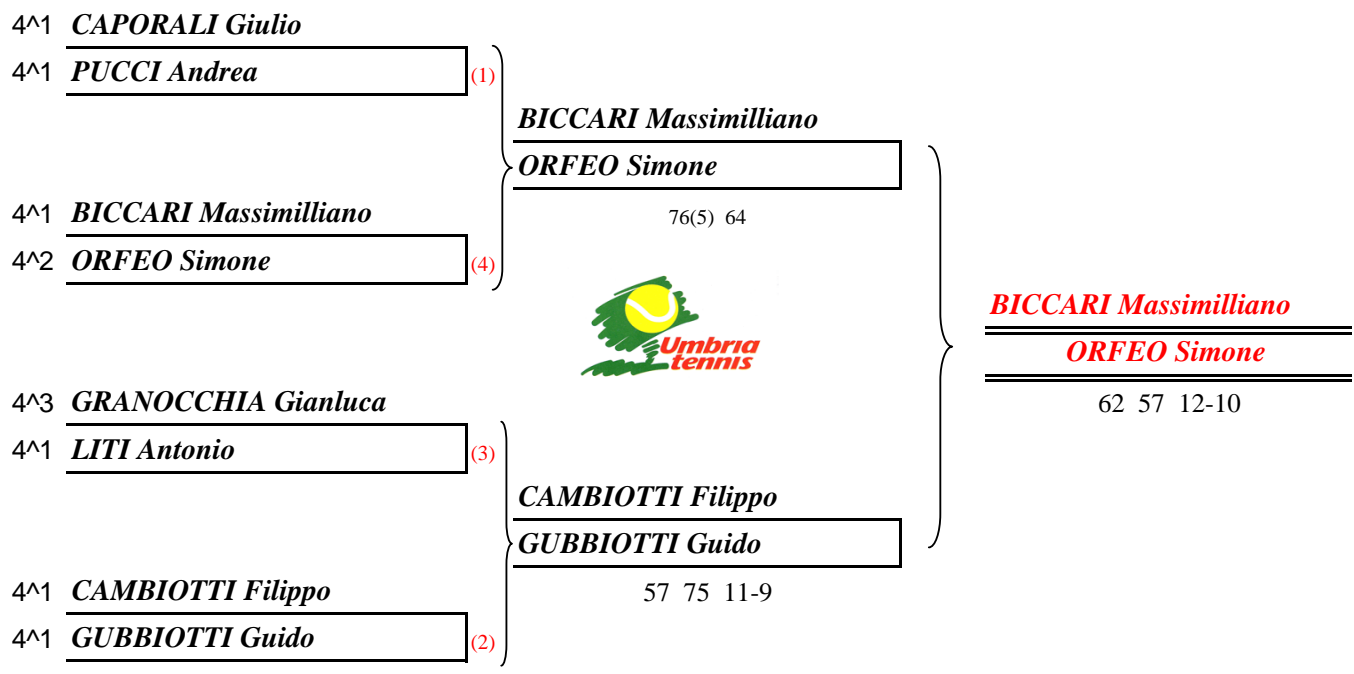 4^1 CAPORALI Giulio
4^1 PUCCI Andrea (1)
BICCARI Massimilliano
ORFEO Simone
76(5) 64
4^1 BICCARI Massimilliano
4^2 ORFEO Simone (4)
Umbria
tennis
BICCARI Massimilliano
ORFEO Simone
62 57 12-10
4^3 GRANOCCHIA Gianluca
4^1 LITI Antonio (3)
CAMBIOTTI Filippo
GUBBIOTTI Guido
57 75 11-9
4^1 CAMBIOTTI Filippo
4^1 GUBBIOTTI Guido (2)